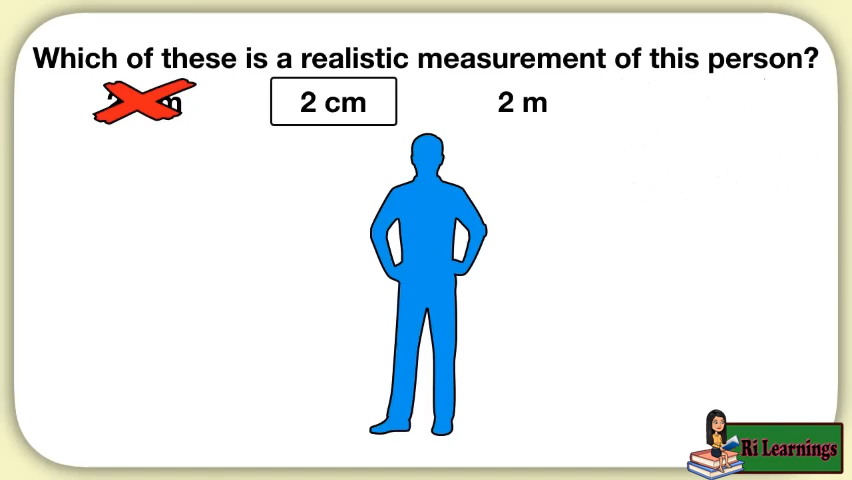 Which of these is a realistic measurement of this person?
2 cm 2 m
Ri Learnings